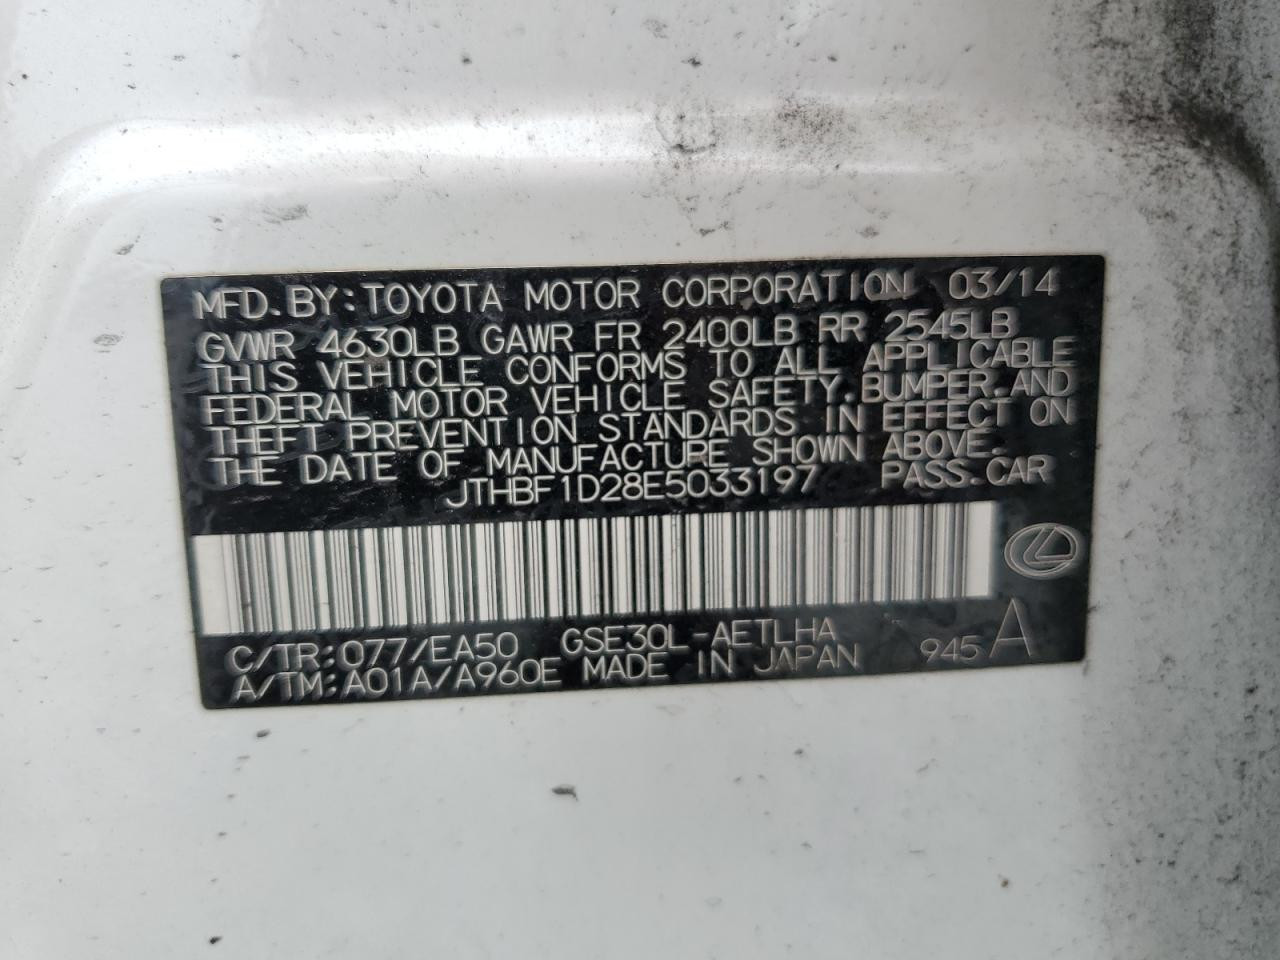 MFD.BY:TOYOTA MOTOR CORPORATION 03/14
GVWR 4630LB GAWR FR 2400LB RR 2545LB
THIS VEHICLE CONFORMS TO ALL APPLICABLE
FEDERAL MOTOR VEHICLE SAFETY.BUMPER.AND
THEFT PREVENTION STANDARDS IN EFFECT ON
THE DATE OF MANUFACTURE SHOWN ABOVE.
JTHBF1D28E5033197 PASS.CAR
C/TR:077/EA50 GSE30L-AETLHA 945 A
A/TM:A01A/A960E MADE IN JAPAN